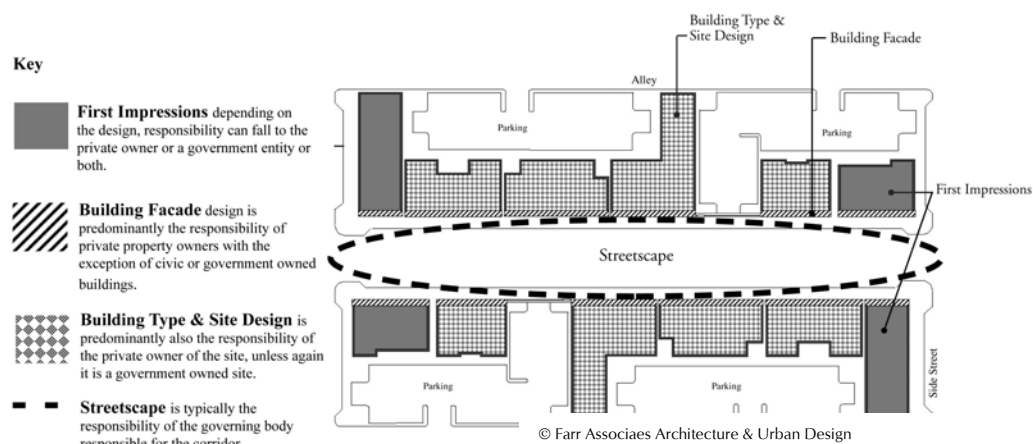 Key
First Impressions depending on
the design, responsibility can fall to the
private owner or a government entity or
both.
Building Facade design is
predominantly the responsibility of
private property owners with the
exception of civic or government owned
buildings.
Building Type & Site Design is
predominantly also the responsibility of
the private owner of the site, unless again
it is a government owned site.
Streetscape is typically the
responsibility of the governing body
responsible for the corridor
Building Type &
Site Design
Building Facade
Alley
Parking
Parking
First Impressions
Streetscape
Parking
Parking
Side Street
© Farr Associaes Architecture & Urban Design